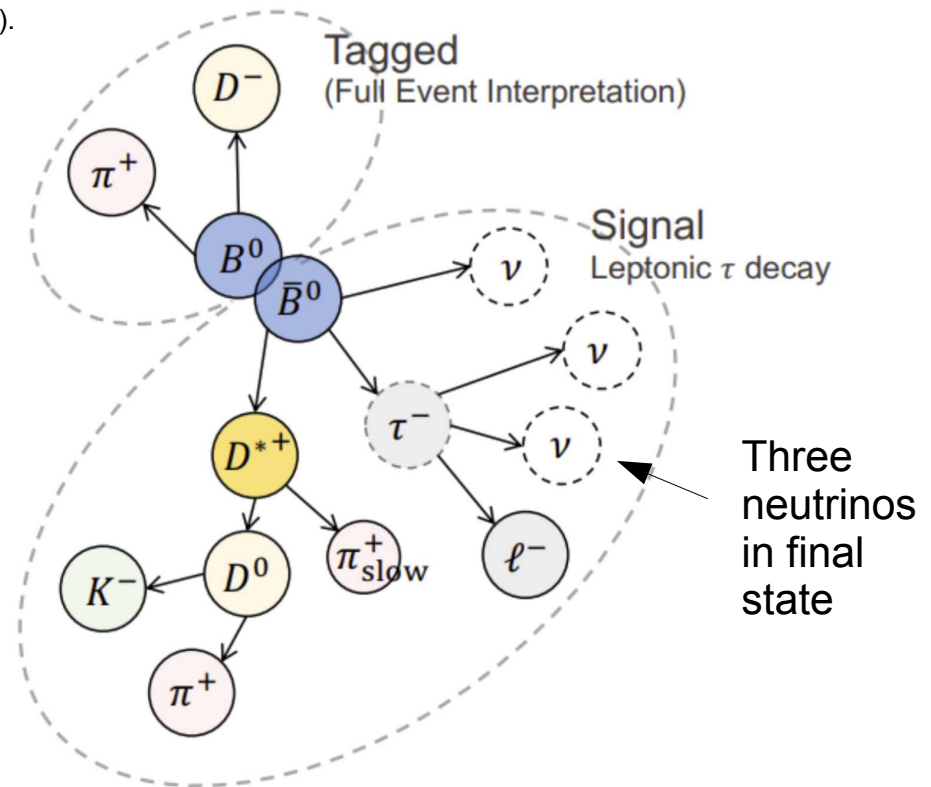 ).
Tagged
(Full Event Interpretation)
D⁻
π⁺
B⁰
B̄⁰
Signal
Leptonic τ decay
ν
ν
ν
τ⁻
D*⁺
Three
neutrinos
in final
state
D⁰
π⁺slow
ℓ⁻
K⁻
π⁺